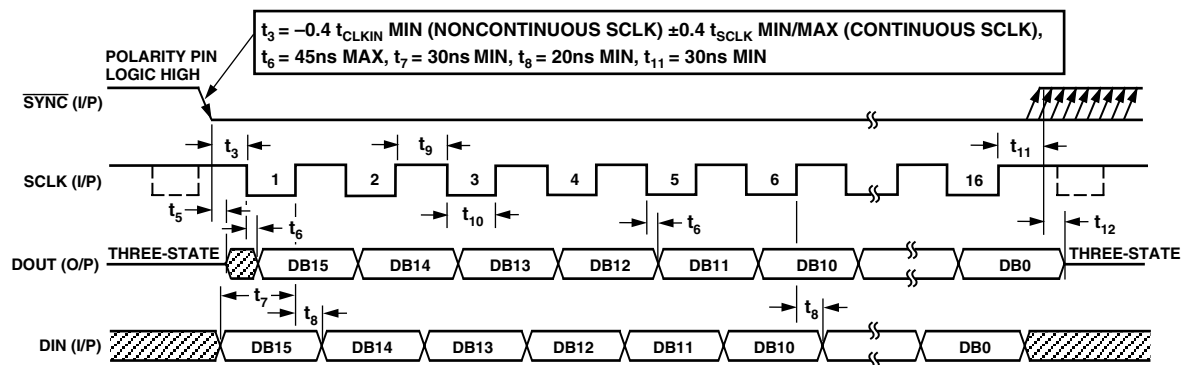 t3 = –0.4 tCLKIN MIN (NONCONTINUOUS SCLK) ±0.4 tSCLK MIN/MAX (CONTINUOUS SCLK),
t6 = 45ns MAX, t7 = 30ns MIN, t8 = 20ns MIN, t11 = 30ns MIN
POLARITY PIN
LOGIC HIGH
SYNC (I/P)
t3 t9 t11
SCLK (I/P) 1 2 3 4 5 6 16
t5 t6 t10 t6 t12
THREE-STATE THREE-STATE
DOUT (O/P) DB15 DB14 DB13 DB12 DB11 DB10 DB0
t7 t8 t8
DIN (I/P) DB15 DB14 DB13 DB12 DB11 DB10 DB0